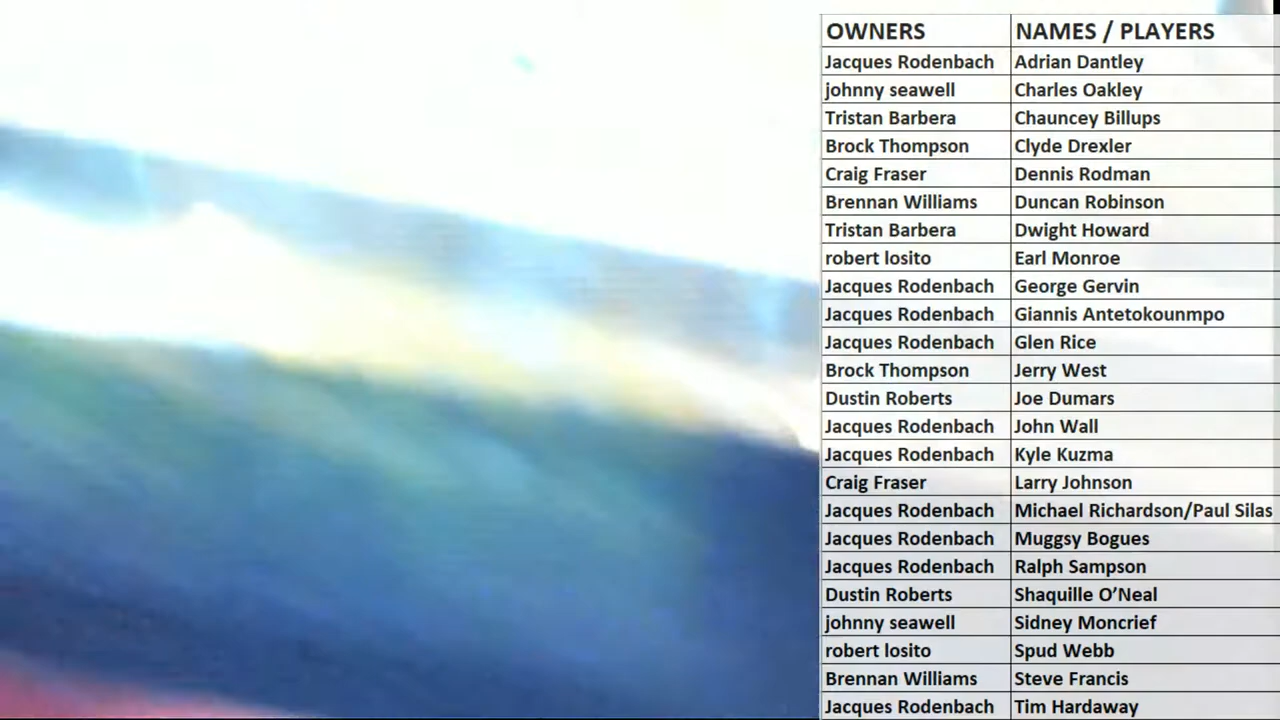 OWNERS NAMES / PLAYERS
Jacques Rodenbach Adrian Dantley
johnny seawell Charles Oakley
Tristan Barbera Chauncey Billups
Brock Thompson Clyde Drexler
Craig Fraser Dennis Rodman
Brennan Williams Duncan Robinson
Tristan Barbera Dwight Howard
robert losito Earl Monroe
Jacques Rodenbach George Gervin
Jacques Rodenbach Giannis Antetokounmpo
Jacques Rodenbach Glen Rice
Brock Thompson Jerry West
Dustin Roberts Joe Dumars
Jacques Rodenbach John Wall
Jacques Rodenbach Kyle Kuzma
Craig Fraser Larry Johnson
Jacques Rodenbach Michael Richardson/Paul Silas
Jacques Rodenbach Muggsy Bogues
Jacques Rodenbach Ralph Sampson
Dustin Roberts Shaquille O’Neal
johnny seawell Sidney Moncrief
robert losito Spud Webb
Brennan Williams Steve Francis
Jacques Rodenbach Tim Hardaway